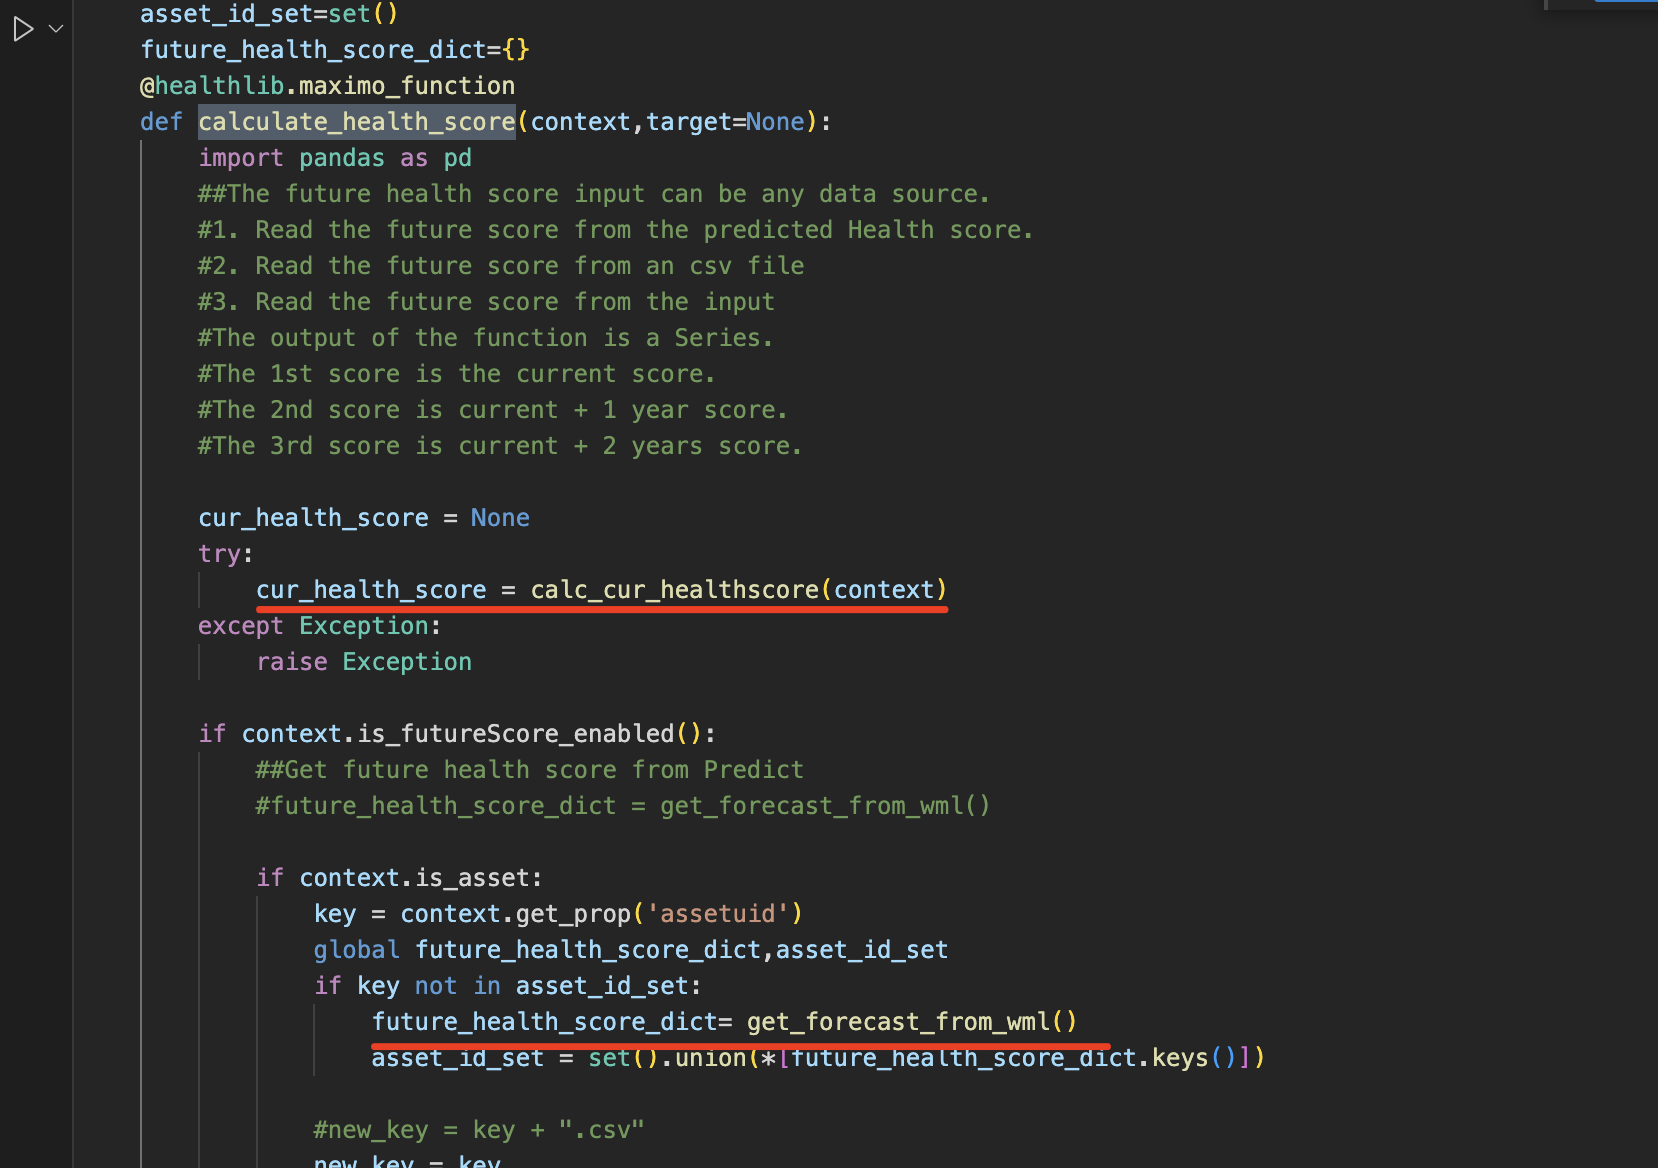 asset_id_set=set()
future_health_score_dict={}
@healthlib.maximo_function
def calculate_health_score(context,target=None):
import pandas as pd
##The future health score input can be any data source.
#1. Read the future score from the predicted Health score.
#2. Read the future score from an csv file
#3. Read the future score from the input
#The output of the function is a Series.
#The 1st score is the current score.
#The 2nd score is current + 1 year score.
#The 3rd score is current + 2 years score.
cur_health_score = None
try:
cur_health_score = calc_cur_healthscore(context)
except Exception:
raise Exception
if context.is_futureScore_enabled():
##Get future health score from Predict
#future_health_score_dict = get_forecast_from_wml()
if context.is_asset:
key = context.get_prop('assetuid')
global future_health_score_dict,asset_id_set
if key not in asset_id_set:
future_health_score_dict= get_forecast_from_wml()
asset_id_set = set().union(*[future_health_score_dict.keys()])
#new_key = key + ".csv"
new_key = key